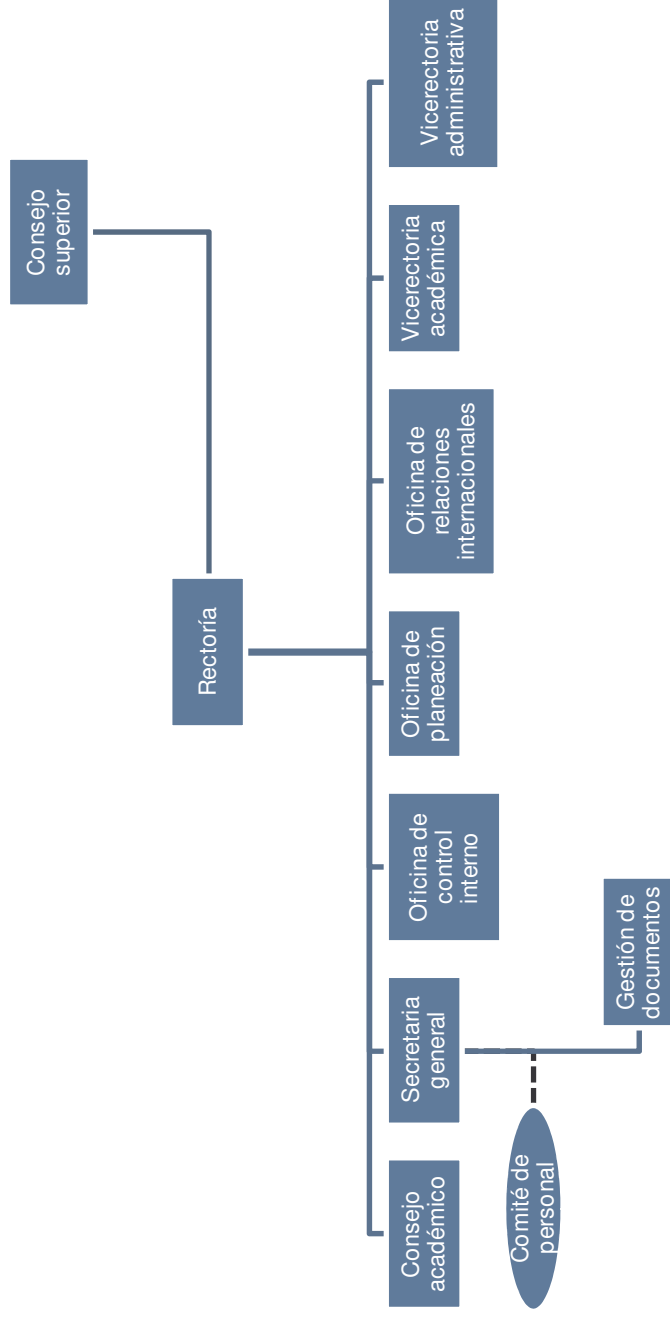 Consejo
superior
Rectoría
Consejo
académico
Secretaria
general
Oficina de
control
interno
Oficina de
planeación
Oficina de
relaciones
internacionales
Vicerectoria
académica
Vicerectoria
administrativa
Comité de
personal
Gestión de
documentos